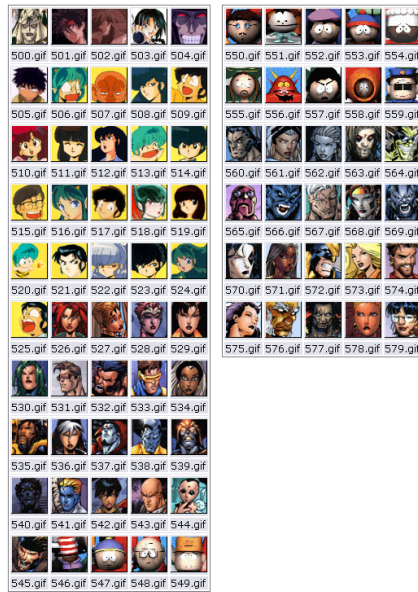 500.gif 501.gif 502.gif 503.gif 504.gif
505.gif 506.gif 507.gif 508.gif 509.gif
510.gif 511.gif 512.gif 513.gif 514.gif
515.gif 516.gif 517.gif 518.gif 519.gif
520.gif 521.gif 522.gif 523.gif 524.gif
525.gif 526.gif 527.gif 528.gif 529.gif
530.gif 531.gif 532.gif 533.gif 534.gif
535.gif 536.gif 537.gif 538.gif 539.gif
540.gif 541.gif 542.gif 543.gif 544.gif
545.gif 546.gif 547.gif 548.gif 549.gif
550.gif 551.gif 552.gif 553.gif 554.gif
555.gif 556.gif 557.gif 558.gif 559.gif
560.gif 561.gif 562.gif 563.gif 564.gif
565.gif 566.gif 567.gif 568.gif 569.gif
570.gif 571.gif 572.gif 573.gif 574.gif
575.gif 576.gif 577.gif 578.gif 579.gif